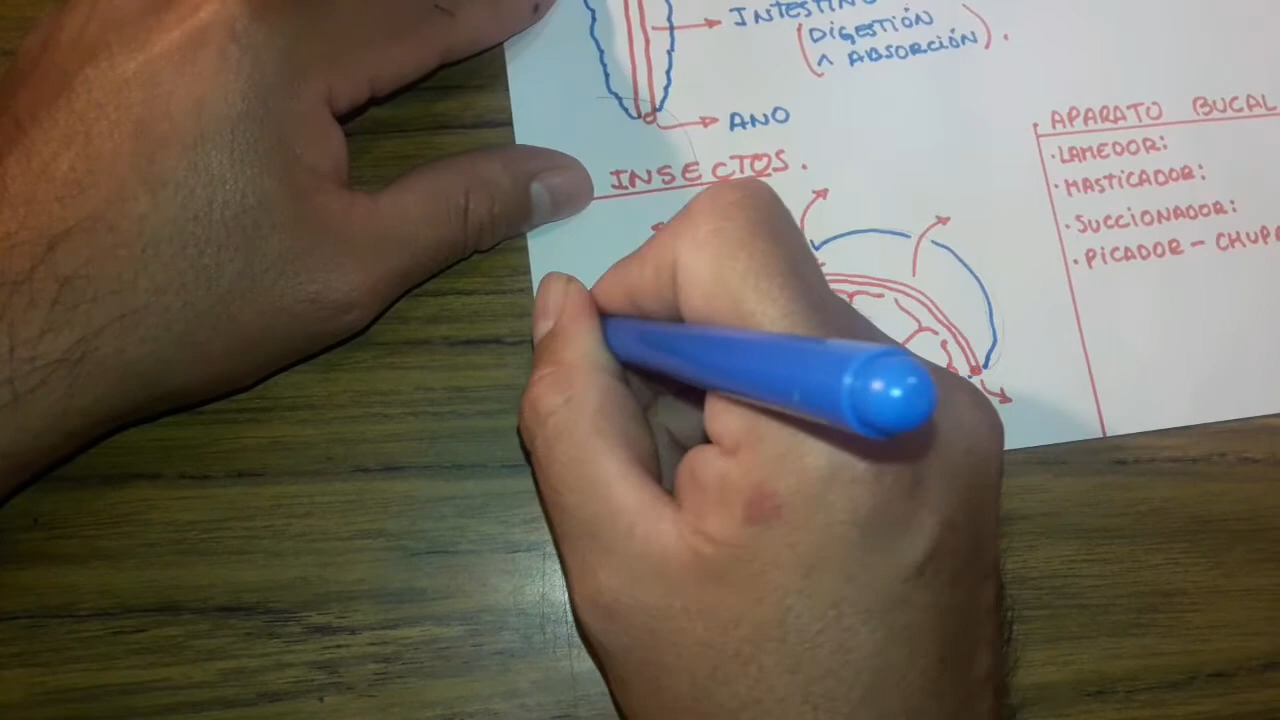 INTESTINO
(DIGESTIÓN
^ ABSORCIÓN).
ANO
INSECTOS.
APARATO BUCAL
· LAMEDOR:
· MASTICADOR:
· SUCCIONADOR:
· PICADOR - CHUPA